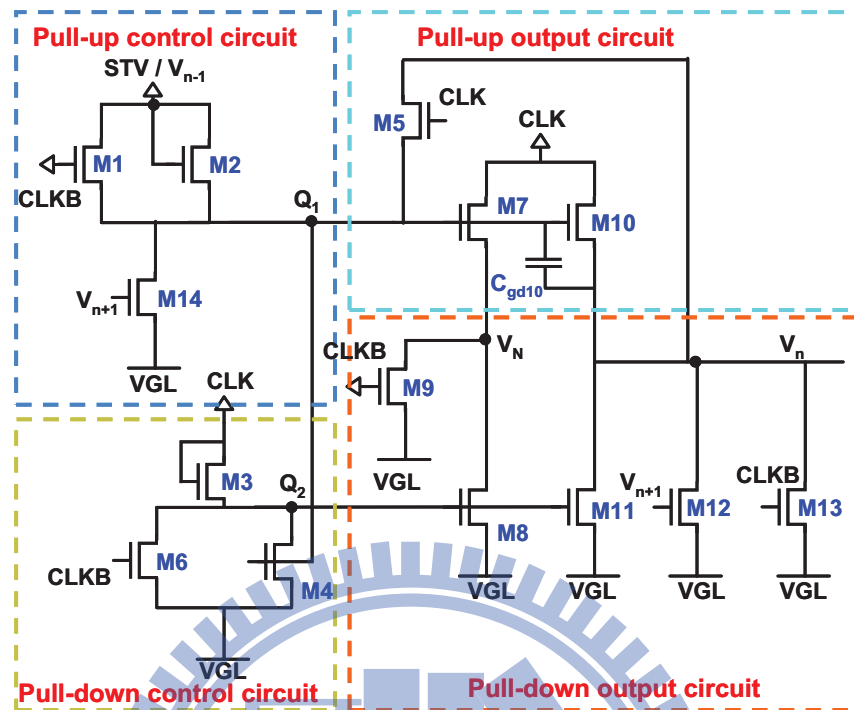 Pull-up control circuit
Pull-up output circuit
STV / Vn-1
CLK
M5
CLK
M1
M2
CLKB
Q1
M7
M10
Cgd10
Vn+1
M14
VGL
CLKB
VN
Vn
M9
CLK
VGL
M3
Q2
Vn+1
CLKB
M6
M8
M11
M12
M13
CLKB
M4
VGL
VGL
VGL
VGL
VGL
Pull-down control circuit
Pull-down output circuit